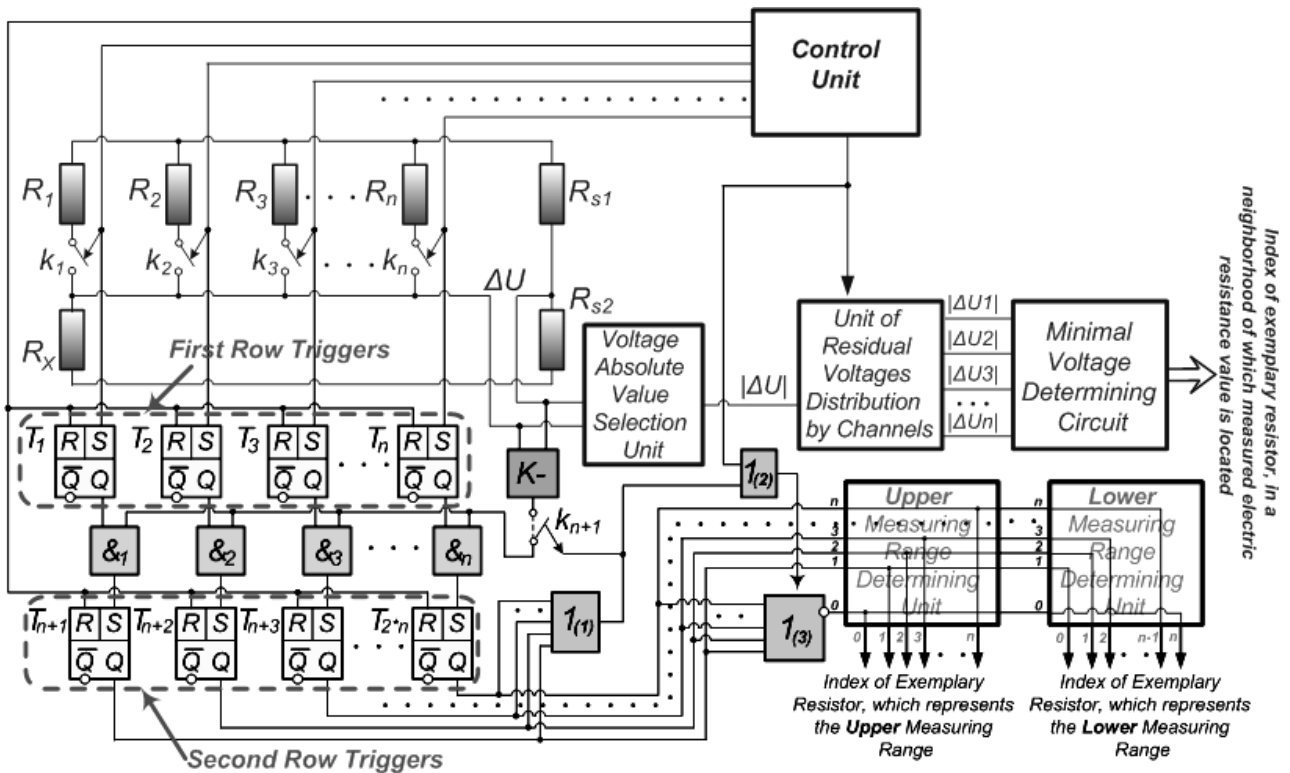 Control
Unit
R1
R2
R3
. . .
Rn
Rs1
k1
k2
k3
. . .
kn
ΔU
RX
Rs2
First Row Triggers
Voltage
Absolute
Value
Selection
Unit
|ΔU|
Unit of
Residual
Voltages
Distribution
by Channels
|ΔU1|
|ΔU2|
|ΔU3|
. . .
|ΔUn|
Minimal
Voltage
Determining
Circuit
Index of exemplary resistor, in a
neighborhood of which measured electric
resistance value is located
T1 R S Q̅ Q
T2 R S Q̅ Q
T3 R S Q̅ Q
. . .
Tn R S Q̅ Q
K-
kn+1
&1
&2
&3
. . .
&n
1(2)
Tn+1 R S Q̅ Q
Tn+2 R S Q̅ Q
Tn+3 R S Q̅ Q
. . .
T2*n R S Q̅ Q
1(1)
1(3)
Second Row Triggers
n
3
2
1
0
Upper
Measuring
Range
Determining
Unit
0 1 2 3 n
n
3
2
1
0
Lower
Measuring
Range
Determining
Unit
0 1 2 n-1 n
Index of Exemplary
Resistor, which represents
the Upper Measuring
Range
Index of Exemplary
Resistor, which represents
the Lower Measuring
Range